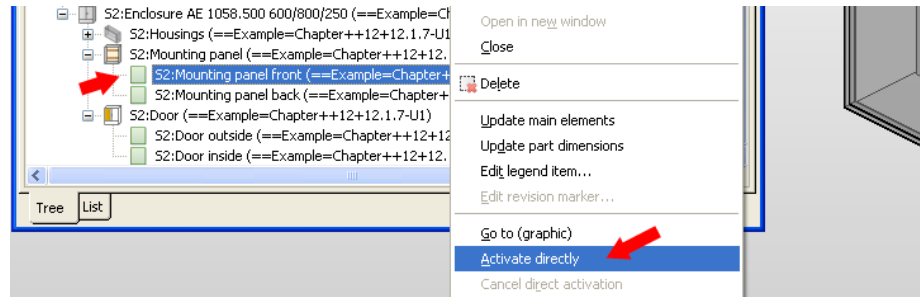 S2:Enclosure AE 1058.500 600/800/250 (==Example=Ch
S2:Housings (==Example=Chapter++12+12.1.7-U1
S2:Mounting panel (==Example=Chapter++12+12.
S2:Mounting panel front (==Example=Chapter+
S2:Mounting panel back (==Example=Chapter+
S2:Door (==Example=Chapter++12+12.1.7-U1)
S2:Door outside (==Example=Chapter++12+12
S2:Door inside (==Example=Chapter++12+12.
Tree
List
Open in new window
Close
Delete
Update main elements
Update part dimensions
Edit legend item...
Edit revision marker...
Go to (graphic)
Activate directly
Cancel direct activation